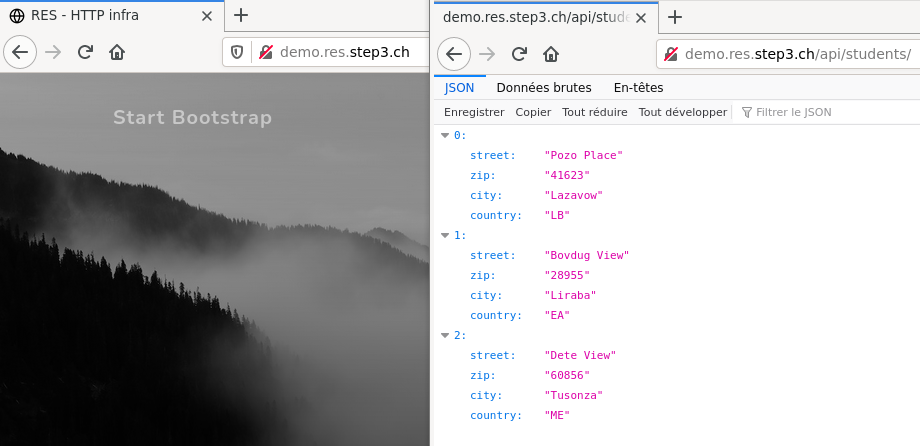 RES - HTTP infra
demo.res.step3.ch
Start Bootstrap
demo.res.step3.ch/api/stude
demo.res.step3.ch/api/students/
JSON Données brutes En-têtes
Enregistrer Copier Tout réduire Tout développer Filtrer le JSON
0:
street: "Pozo Place"
zip: "41623"
city: "Lazavow"
country: "LB"
1:
street: "Bovdug View"
zip: "28955"
city: "Liraba"
country: "EA"
2:
street: "Dete View"
zip: "60856"
city: "Tusonza"
country: "ME"